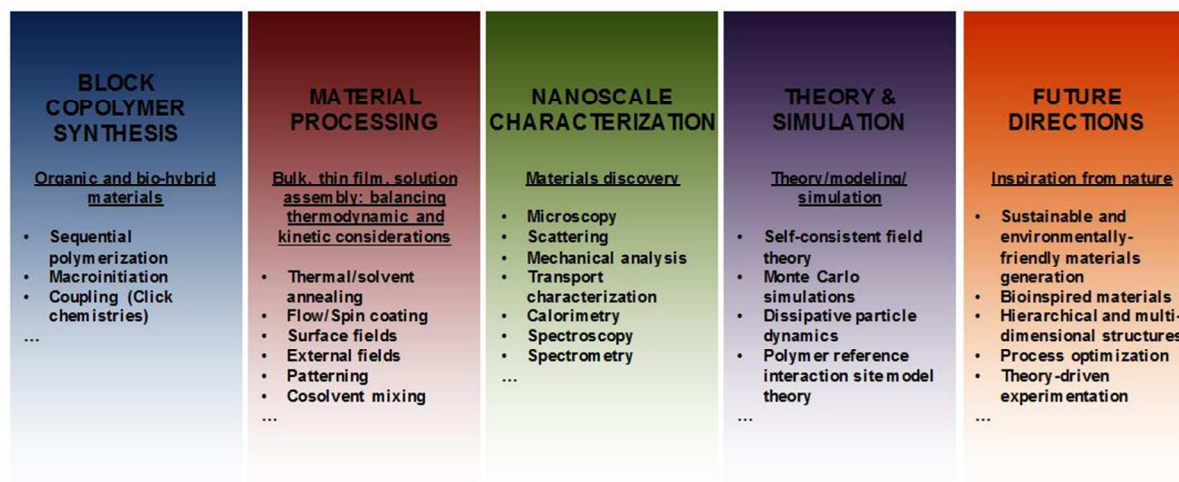 BLOCK
COPOLYMER
SYNTHESIS
Organic and bio-hybrid
materials
• Sequential
polymerization
• Macroinitiation
• Coupling (Click
chemistries)
...
MATERIAL
PROCESSING
Bulk, thin film, solution
assembly: balancing
thermodynamic and
kinetic considerations
• Thermal/solvent
annealing
• Flow/Spin coating
• Surface fields
• External fields
• Patterning
• Cosolvent mixing
...
NANOSCALE
CHARACTERIZATION
Materials discovery
• Microscopy
• Scattering
• Mechanical analysis
• Transport
characterization
• Calorimetry
• Spectroscopy
• Spectrometry
...
THEORY &
SIMULATION
Theory/modeling/
simulation
• Self-consistent field
theory
• Monte Carlo
simulations
• Dissipative particle
dynamics
• Polymer reference
interaction site model
theory
...
FUTURE
DIRECTIONS
Inspiration from nature
• Sustainable and
environmentally-
friendly materials
generation
• Bioinspired materials
• Hierarchical and multi-
dimensional structures
• Process optimization
• Theory-driven
experimentation
...